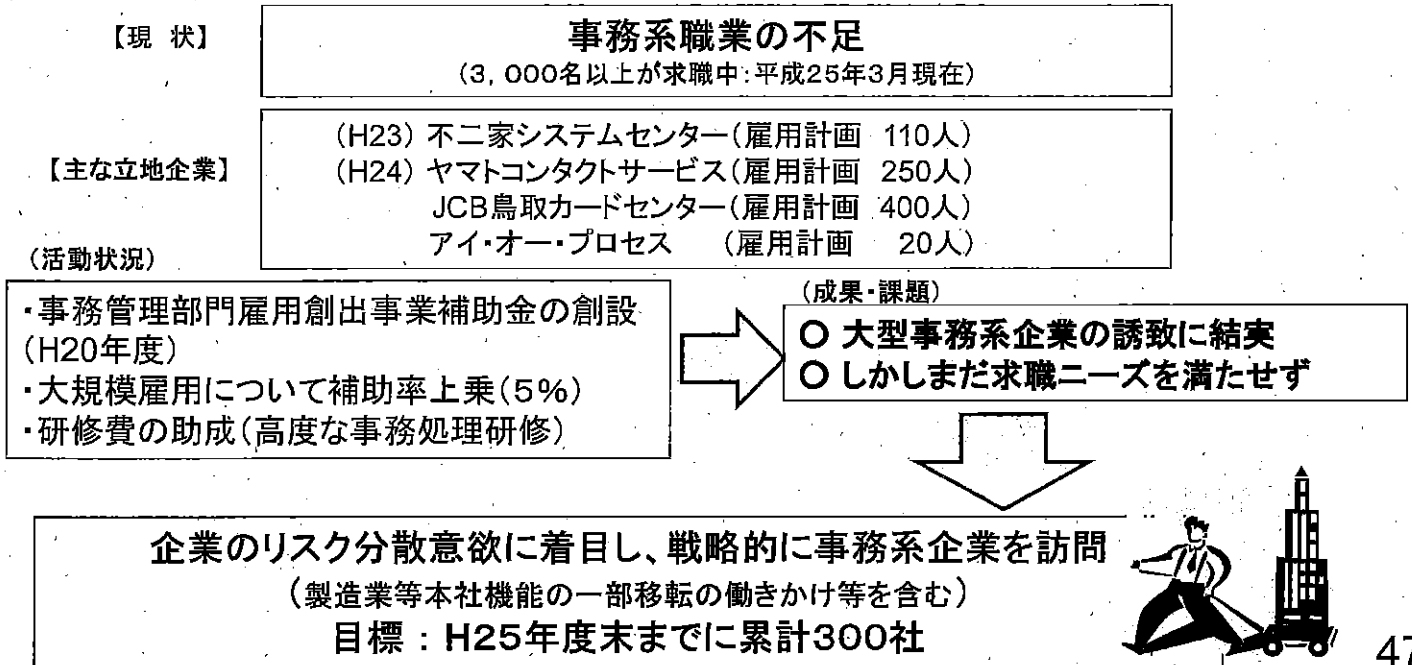 【現 状】
事務系職業の不足
(3,000名以上が求職中:平成25年3月現在)
【主な立地企業】
(H23) 不二家システムセンター(雇用計画 110人)
(H24) ヤマトコンタクトサービス(雇用計画 250人)
JCB鳥取カードセンター(雇用計画 400人)
アイ・オー・プロセス (雇用計画 20人)
(活動状況)
・事務管理部門雇用創出事業補助金の創設
(H20年度)
・大規模雇用について補助率上乗(5%)
・研修費の助成(高度な事務処理研修)
(成果・課題)
○ 大型事務系企業の誘致に結実
○ しかしまだ求職ニーズを満たせず
企業のリスク分散意欲に着目し、戦略的に事務系企業を訪問
(製造業等本社機能の一部移転の働きかけ等を含む)
目標:H25年度末までに累計300社
47